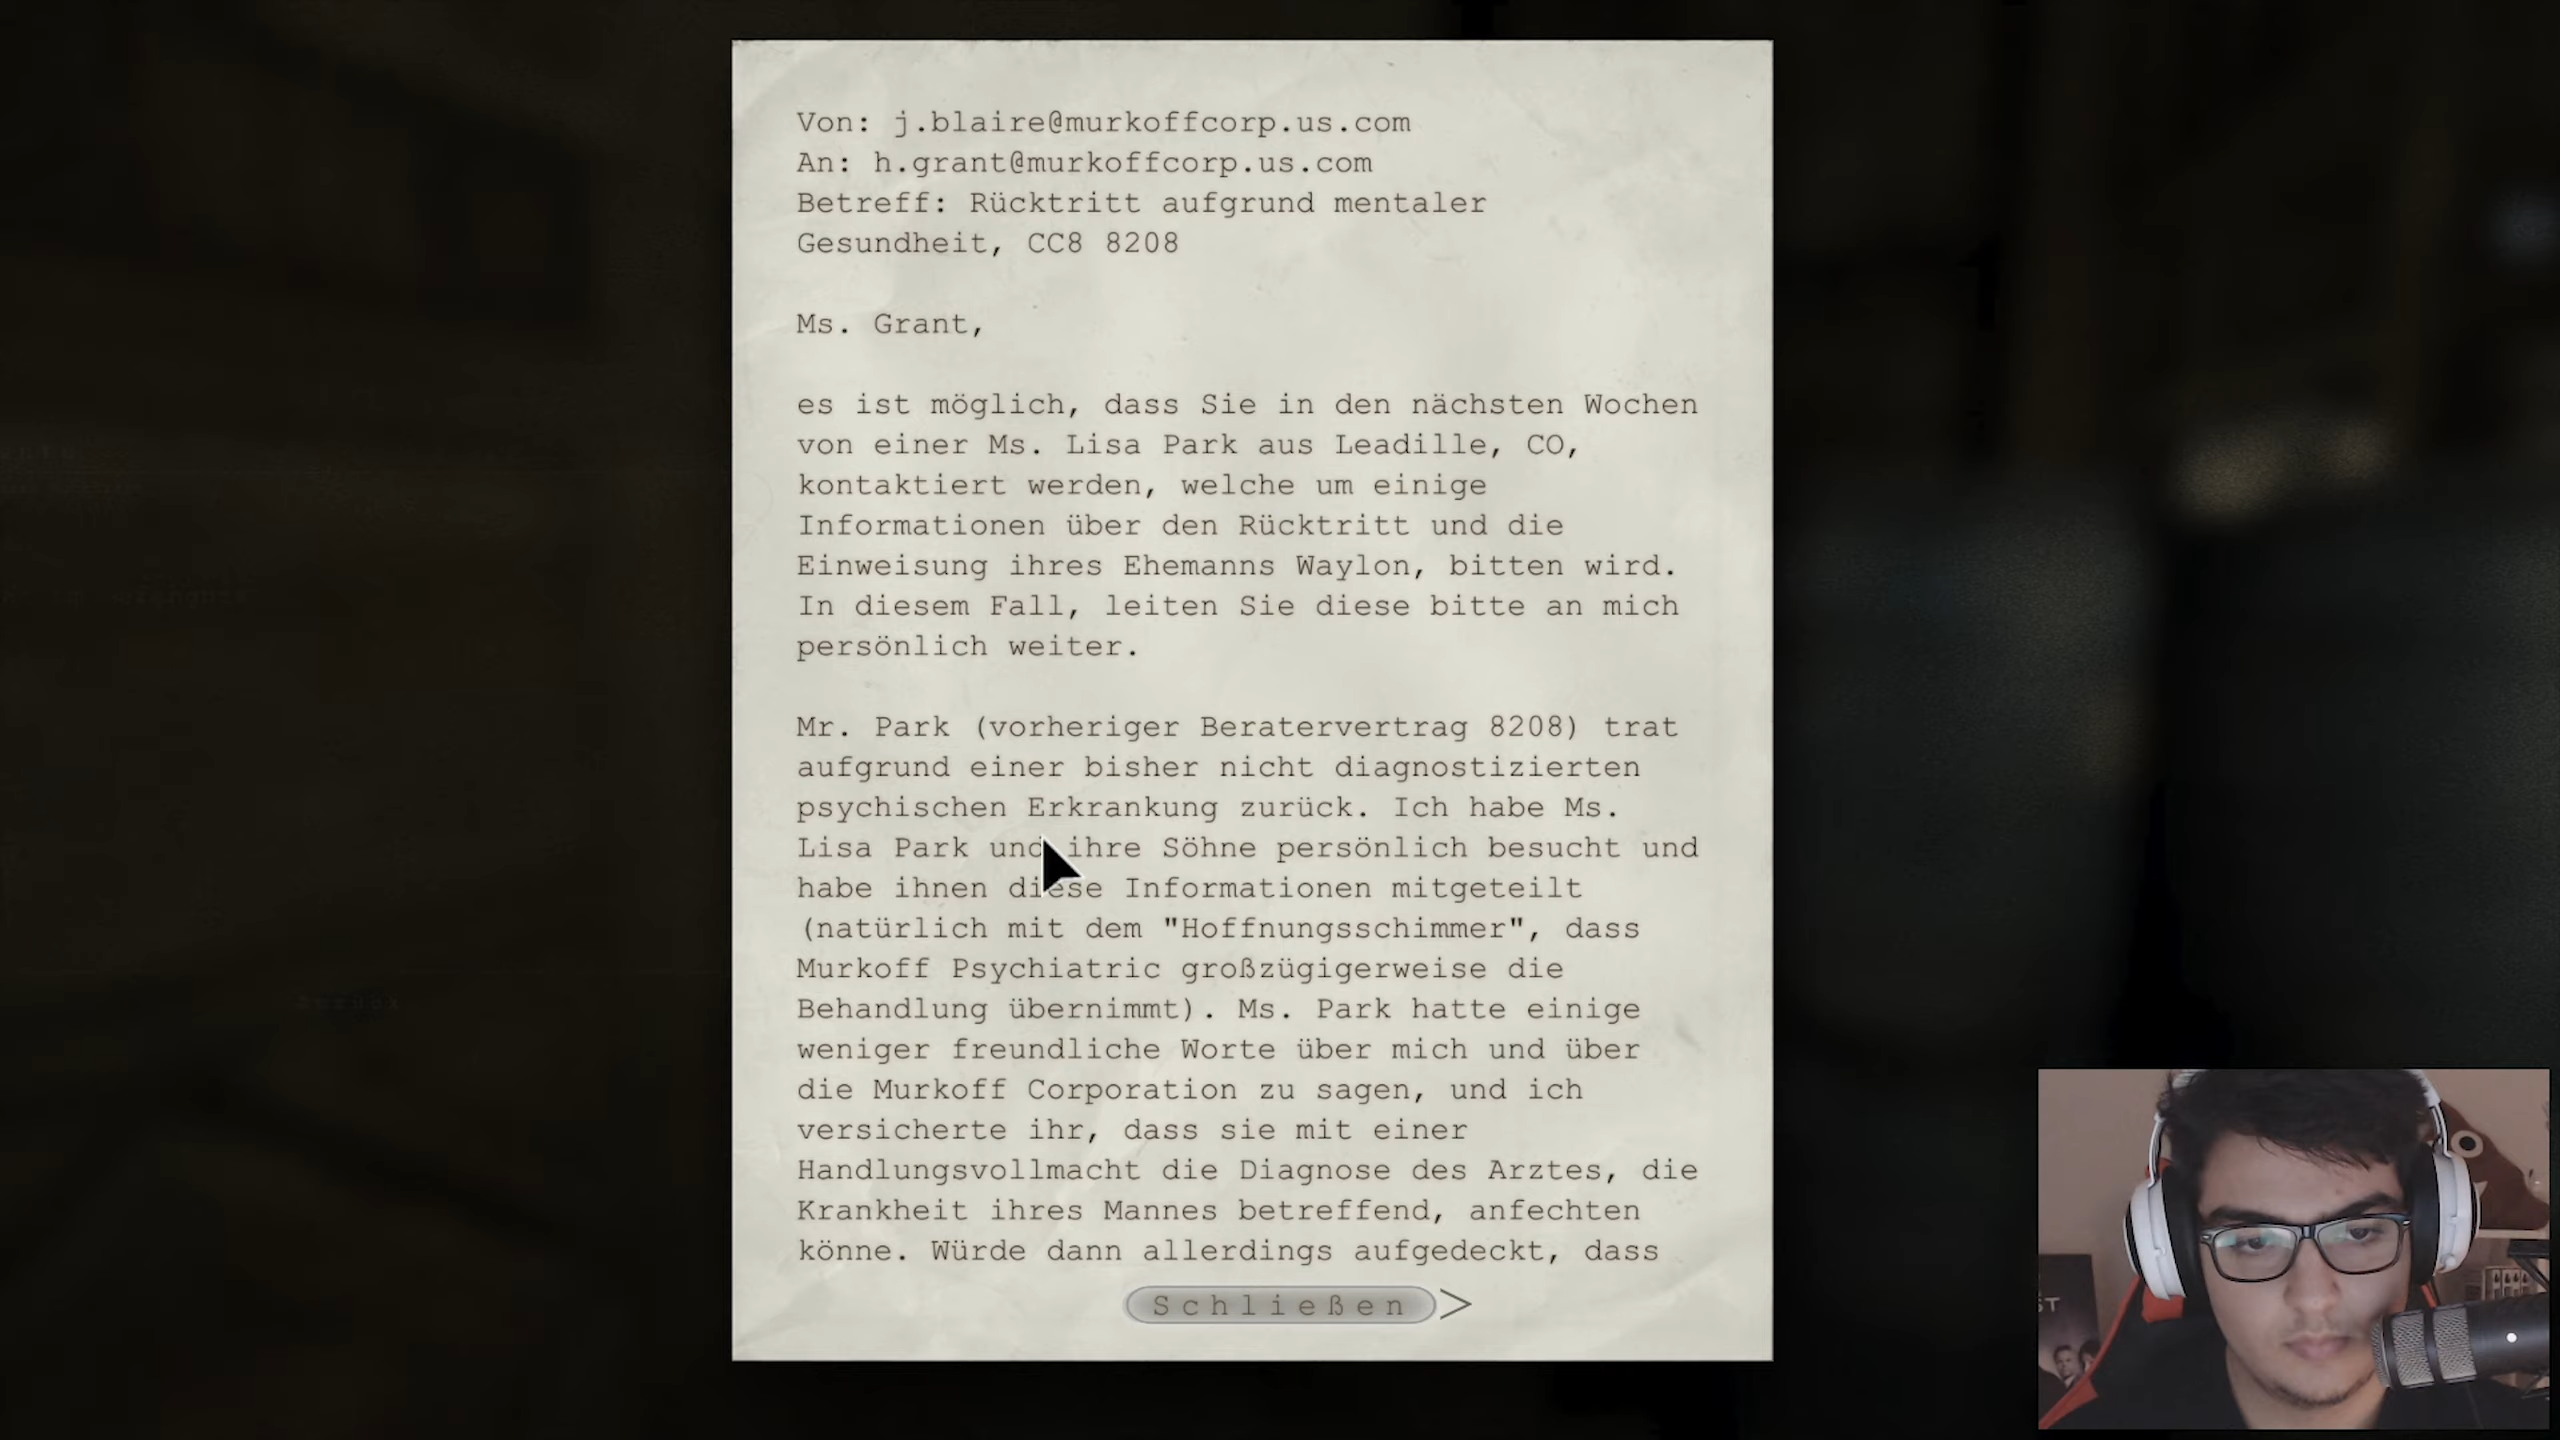 Von: j.blaire@murkoffcorp.us.com
An: h.grant@murkoffcorp.us.com
Betreff: Rücktritt aufgrund mentaler
Gesundheit, CC8 8208
Ms. Grant,
es ist möglich, dass Sie in den nächsten Wochen
von einer Ms. Lisa Park aus Leadille, CO,
kontaktiert werden, welche um einige
Informationen über den Rücktritt und die
Einweisung ihres Ehemanns Waylon, bitten wird.
In diesem Fall, leiten Sie diese bitte an mich
persönlich weiter.
Mr. Park (vorheriger Beratervertrag 8208) trat
aufgrund einer bisher nicht diagnostizierten
psychischen Erkrankung zurück. Ich habe Ms.
Lisa Park und ihre Söhne persönlich besucht und
habe ihnen diese Informationen mitgeteilt
(natürlich mit dem "Hoffnungsschimmer", dass
Murkoff Psychiatric großzügigerweise die
Behandlung übernimmt). Ms. Park hatte einige
weniger freundliche Worte über mich und über
die Murkoff Corporation zu sagen, und ich
versicherte ihr, dass sie mit einer
Handlungsvollmacht die Diagnose des Arztes, die
Krankheit ihres Mannes betreffend, anfechten
könne. Würde dann allerdings aufgedeckt, dass
Schließen >